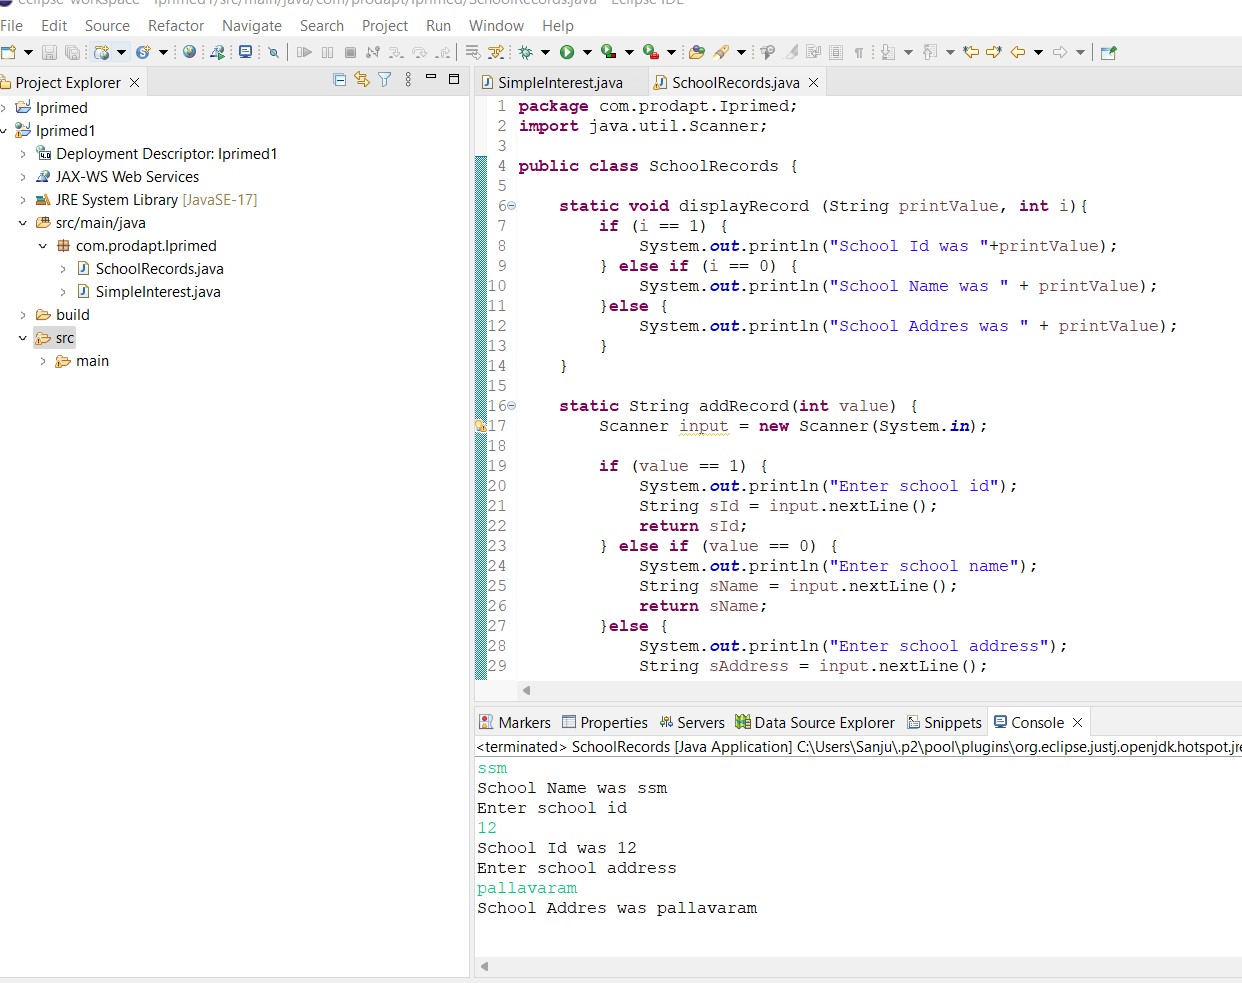 eclipse-workspace - Iprimed1/src/main/java/com/prodapt/Iprimed/SchoolRecords.java - Eclipse IDE
File Edit Source Refactor Navigate Search Project Run Window Help
Project Explorer
Iprimed
Iprimed1
Deployment Descriptor: Iprimed1
JAX-WS Web Services
JRE System Library [JavaSE-17]
src/main/java
com.prodapt.Iprimed
SchoolRecords.java
SimpleInterest.java
build
src
main
SimpleInterest.java SchoolRecords.java
1 package com.prodapt.Iprimed;
2 import java.util.Scanner;
3
4 public class SchoolRecords {
5
6 static void displayRecord (String printValue, int i){
7 if (i == 1) {
8 System.out.println("School Id was "+printValue);
9 } else if (i == 0) {
10 System.out.println("School Name was " + printValue);
11 }else {
12 System.out.println("School Addres was " + printValue);
13 }
14 }
15
16 static String addRecord(int value) {
17 Scanner input = new Scanner(System.in);
18
19 if (value == 1) {
20 System.out.println("Enter school id");
21 String sId = input.nextLine();
22 return sId;
23 } else if (value == 0) {
24 System.out.println("Enter school name");
25 String sName = input.nextLine();
26 return sName;
27 }else {
28 System.out.println("Enter school address");
29 String sAddress = input.nextLine();
Markers Properties Servers Data Source Explorer Snippets Console
<terminated> SchoolRecords [Java Application] C:\Users\Sanju\.p2\pool\plugins\org.eclipse.justj.openjdk.hotspot.jre
ssm
School Name was ssm
Enter school id
12
School Id was 12
Enter school address
pallavaram
School Addres was pallavaram